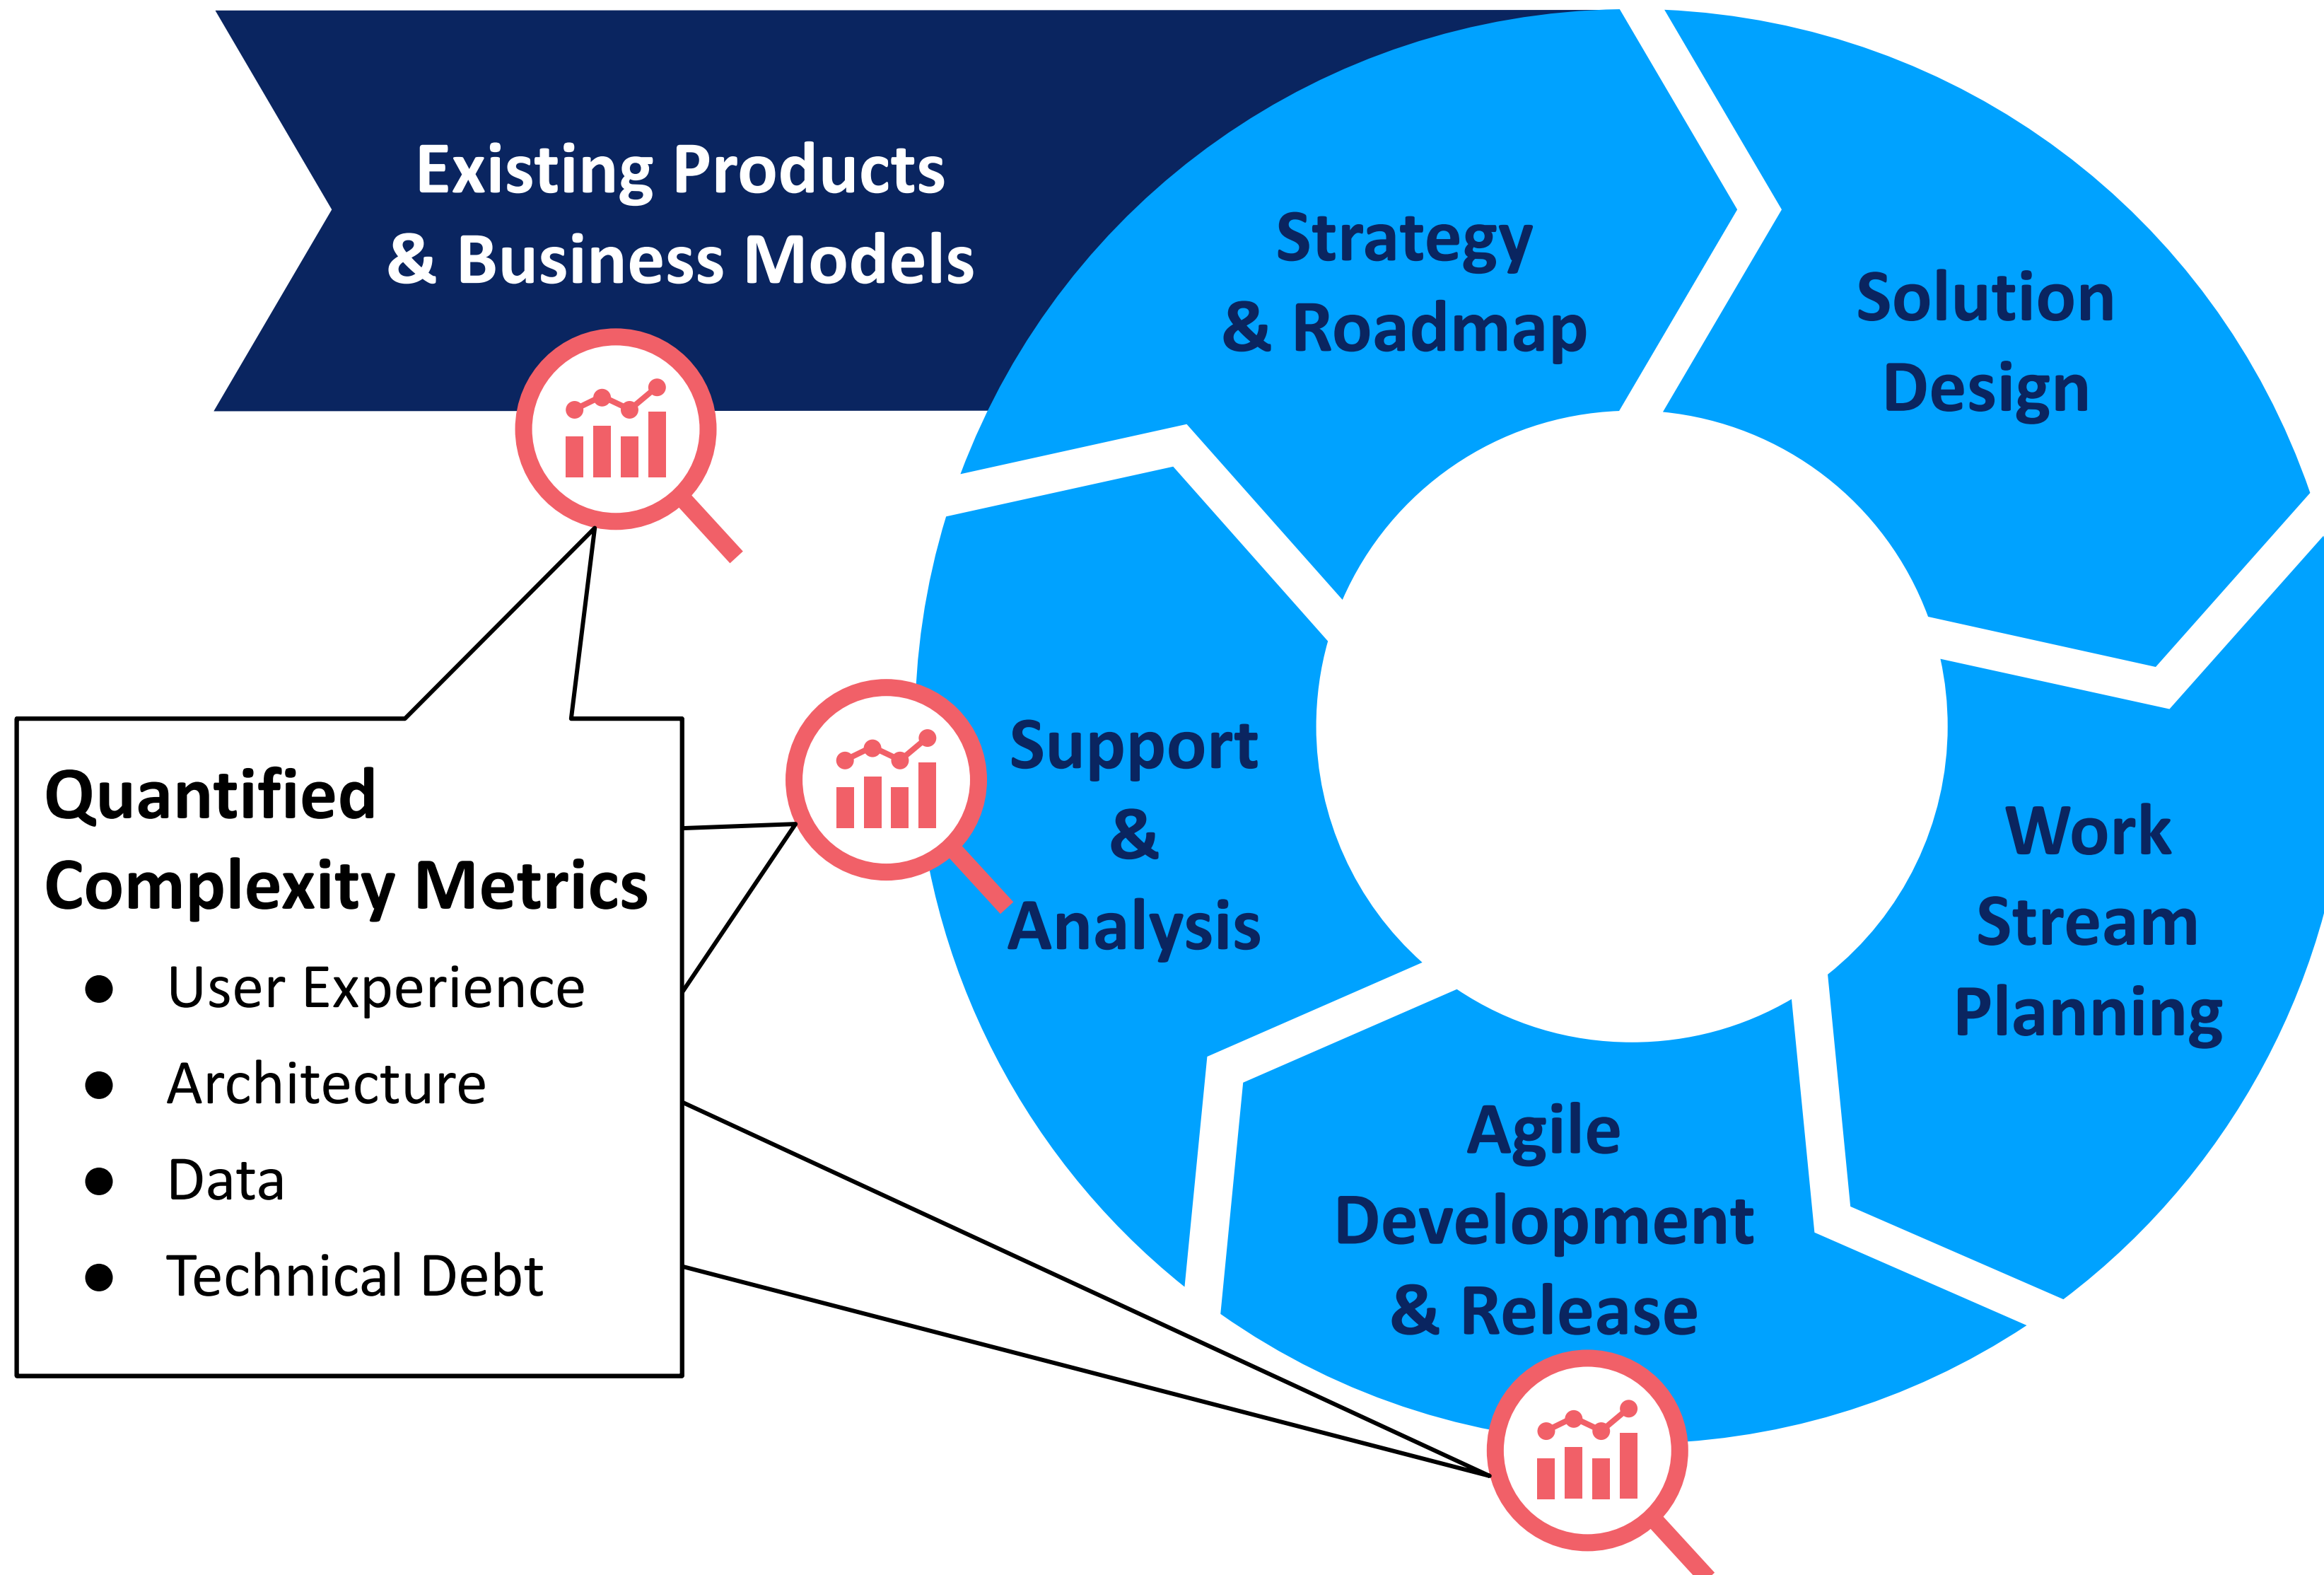 Existing Products
& Business Models
Strategy
& Roadmap
Solution
Design
Work
Stream
Planning
Agile
Development
& Release
Support
&
Analysis
Quantified
Complexity Metrics
● User Experience
● Architecture
● Data
● Technical Debt